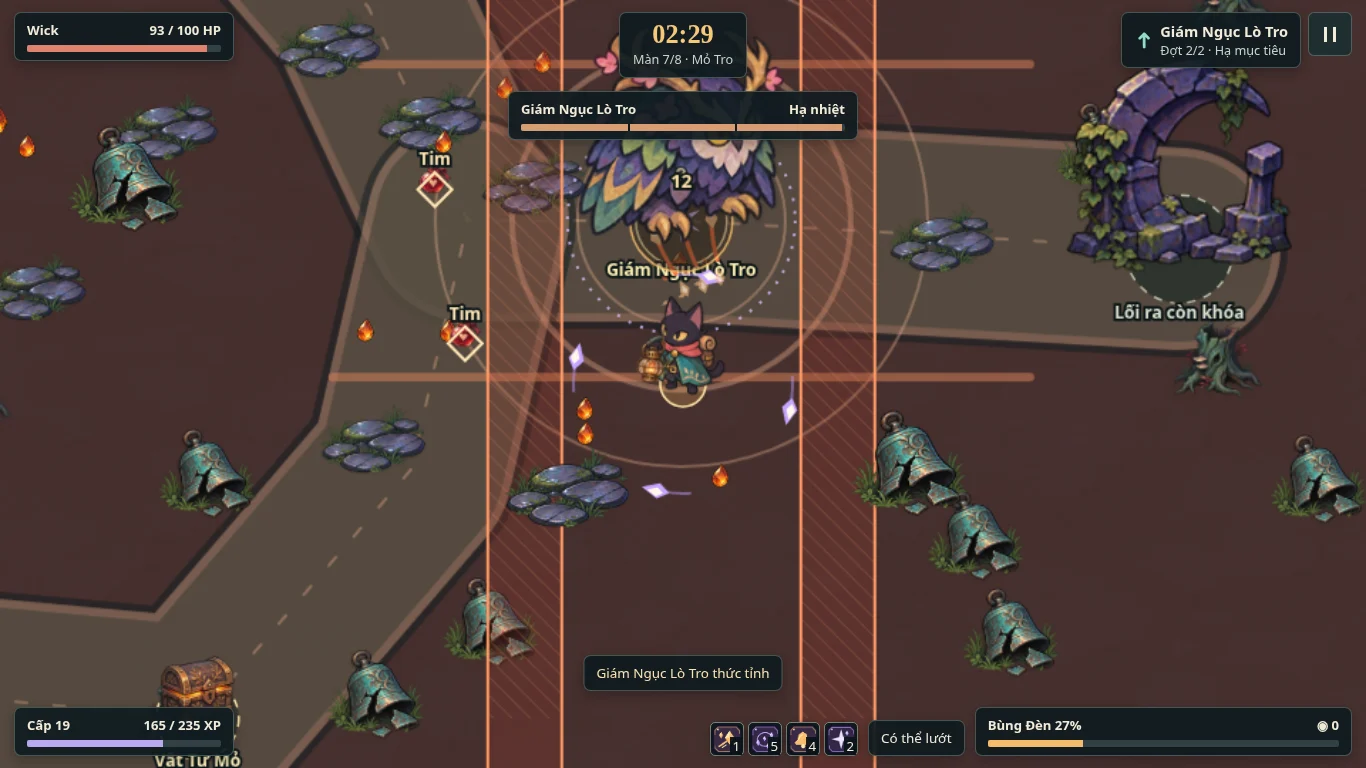 Wick
93 / 100 HP
02:29
Màn 7/8 · Mỏ Tro
Giám Ngục Lò Tro
Đợt 2/2 · Hạ mục tiêu
Giám Ngục Lò Tro
Hạ nhiệt
Tim
12
Giám Ngục Lò Tro
Tim
Lối ra còn khóa
Giám Ngục Lò Tro thức tỉnh
Cấp 19
165 / 235 XP
Vật Tư Mỏ
1
5
4
2
Có thể lướt
Bùng Đèn 27%
◉ 0